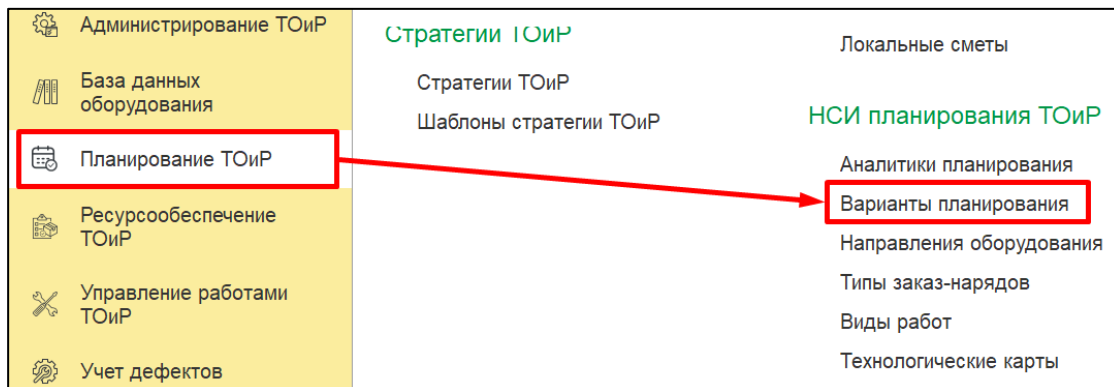 Администрирование ТОиР
База данных
оборудования
Планирование ТОиР
Ресурсообеспечение
ТОиР
Управление работами
ТОиР
Учет дефектов
Стратегии ТОиР
Стратегии ТОиР
Шаблоны стратегии ТОиР
Локальные сметы
НСИ планирования ТОиР
Аналитики планирования
Варианты планирования
Направления оборудования
Типы заказ-нарядов
Виды работ
Технологические карты